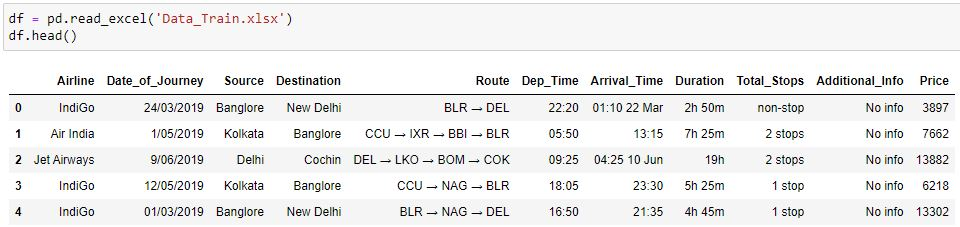 df = pd.read_excel('Data_Train.xlsx')
df.head()
Airline Date_of_Journey Source Destination Route Dep_Time Arrival_Time Duration Total_Stops Additional_Info Price
0 IndiGo 24/03/2019 Banglore New Delhi BLR → DEL 22:20 01:10 22 Mar 2h 50m non-stop No info 3897
1 Air India 1/05/2019 Kolkata Banglore CCU → IXR → BBI → BLR 05:50 13:15 7h 25m 2 stops No info 7662
2 Jet Airways 9/06/2019 Delhi Cochin DEL → LKO → BOM → COK 09:25 04:25 10 Jun 19h 2 stops No info 13882
3 IndiGo 12/05/2019 Kolkata Banglore CCU → NAG → BLR 18:05 23:30 5h 25m 1 stop No info 6218
4 IndiGo 01/03/2019 Banglore New Delhi BLR → NAG → DEL 16:50 21:35 4h 45m 1 stop No info 13302